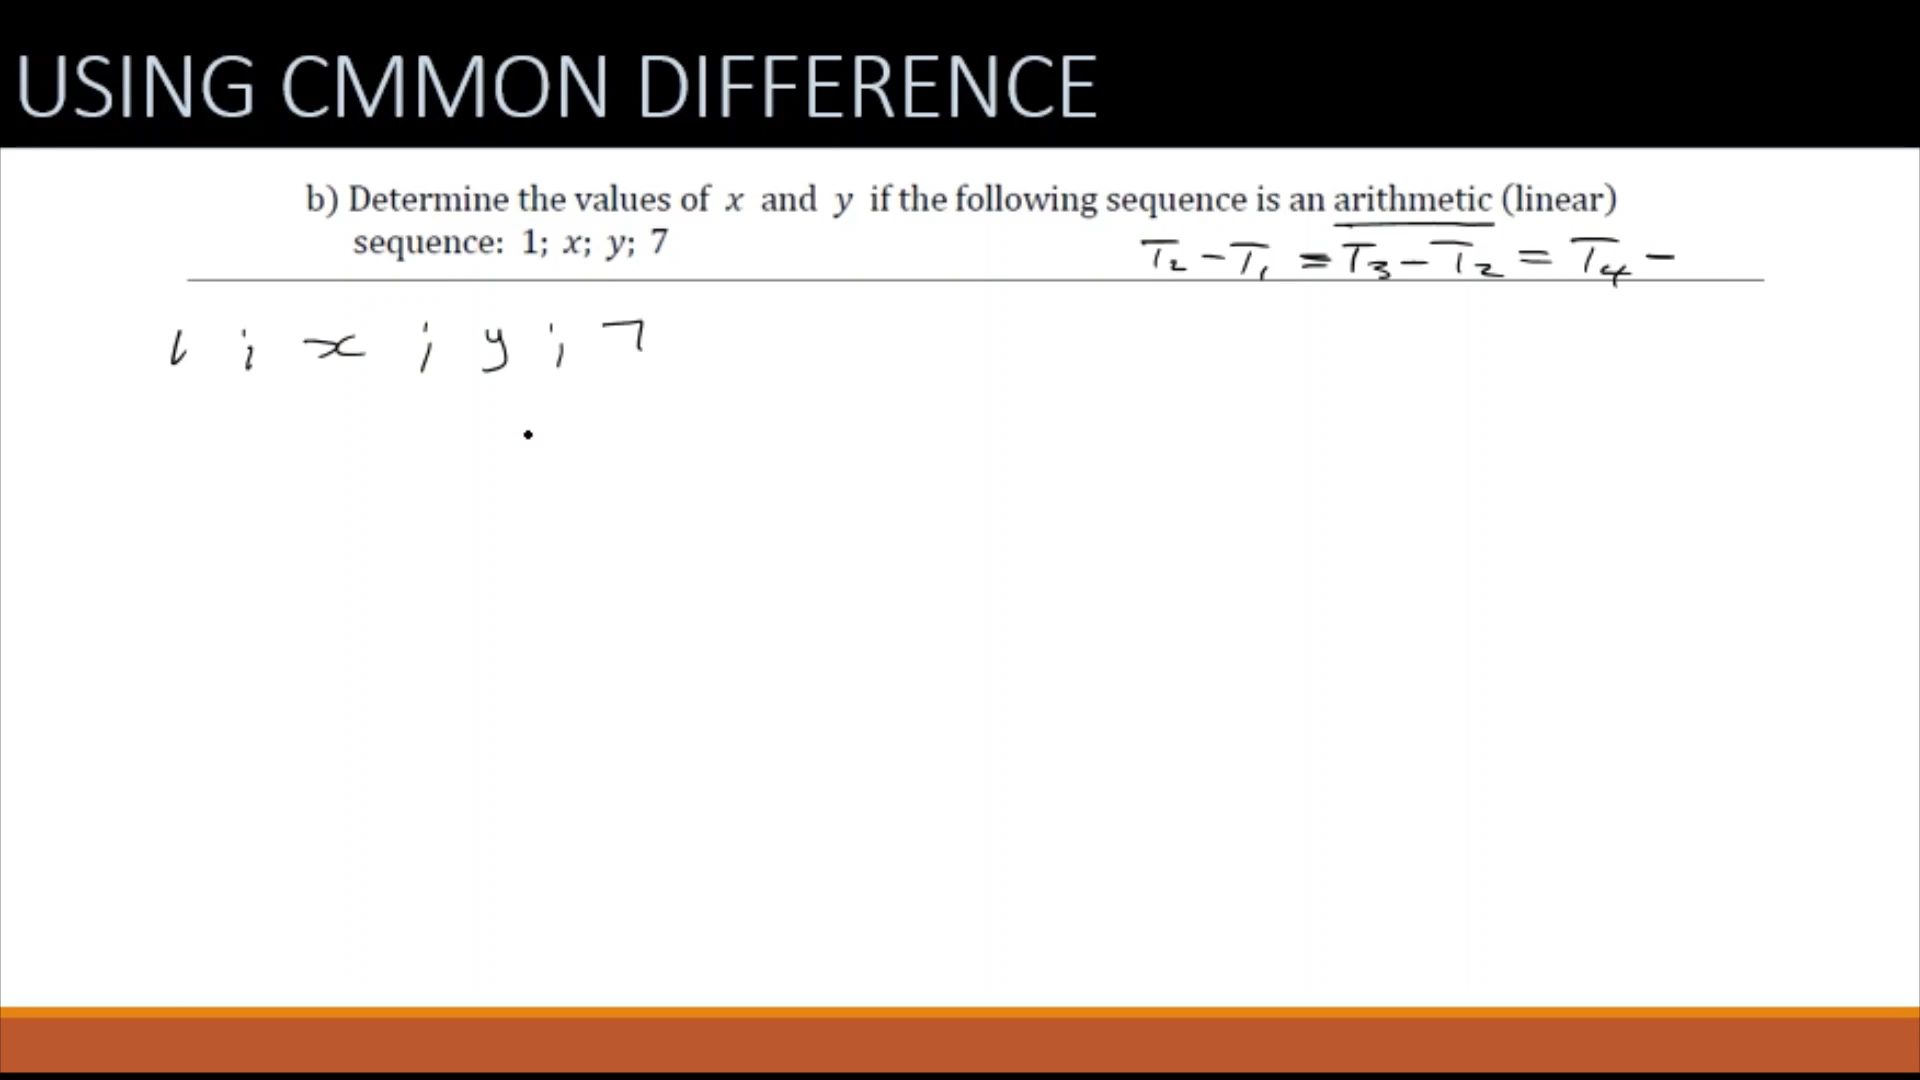 USING CMMON DIFFERENCE
b) Determine the values of x and y if the following sequence is an arithmetic (linear)
sequence: 1; x; y; 7
T₂ - T₁ = T₃ - T₂ = T₄ -
1 ; x ; y ; 7